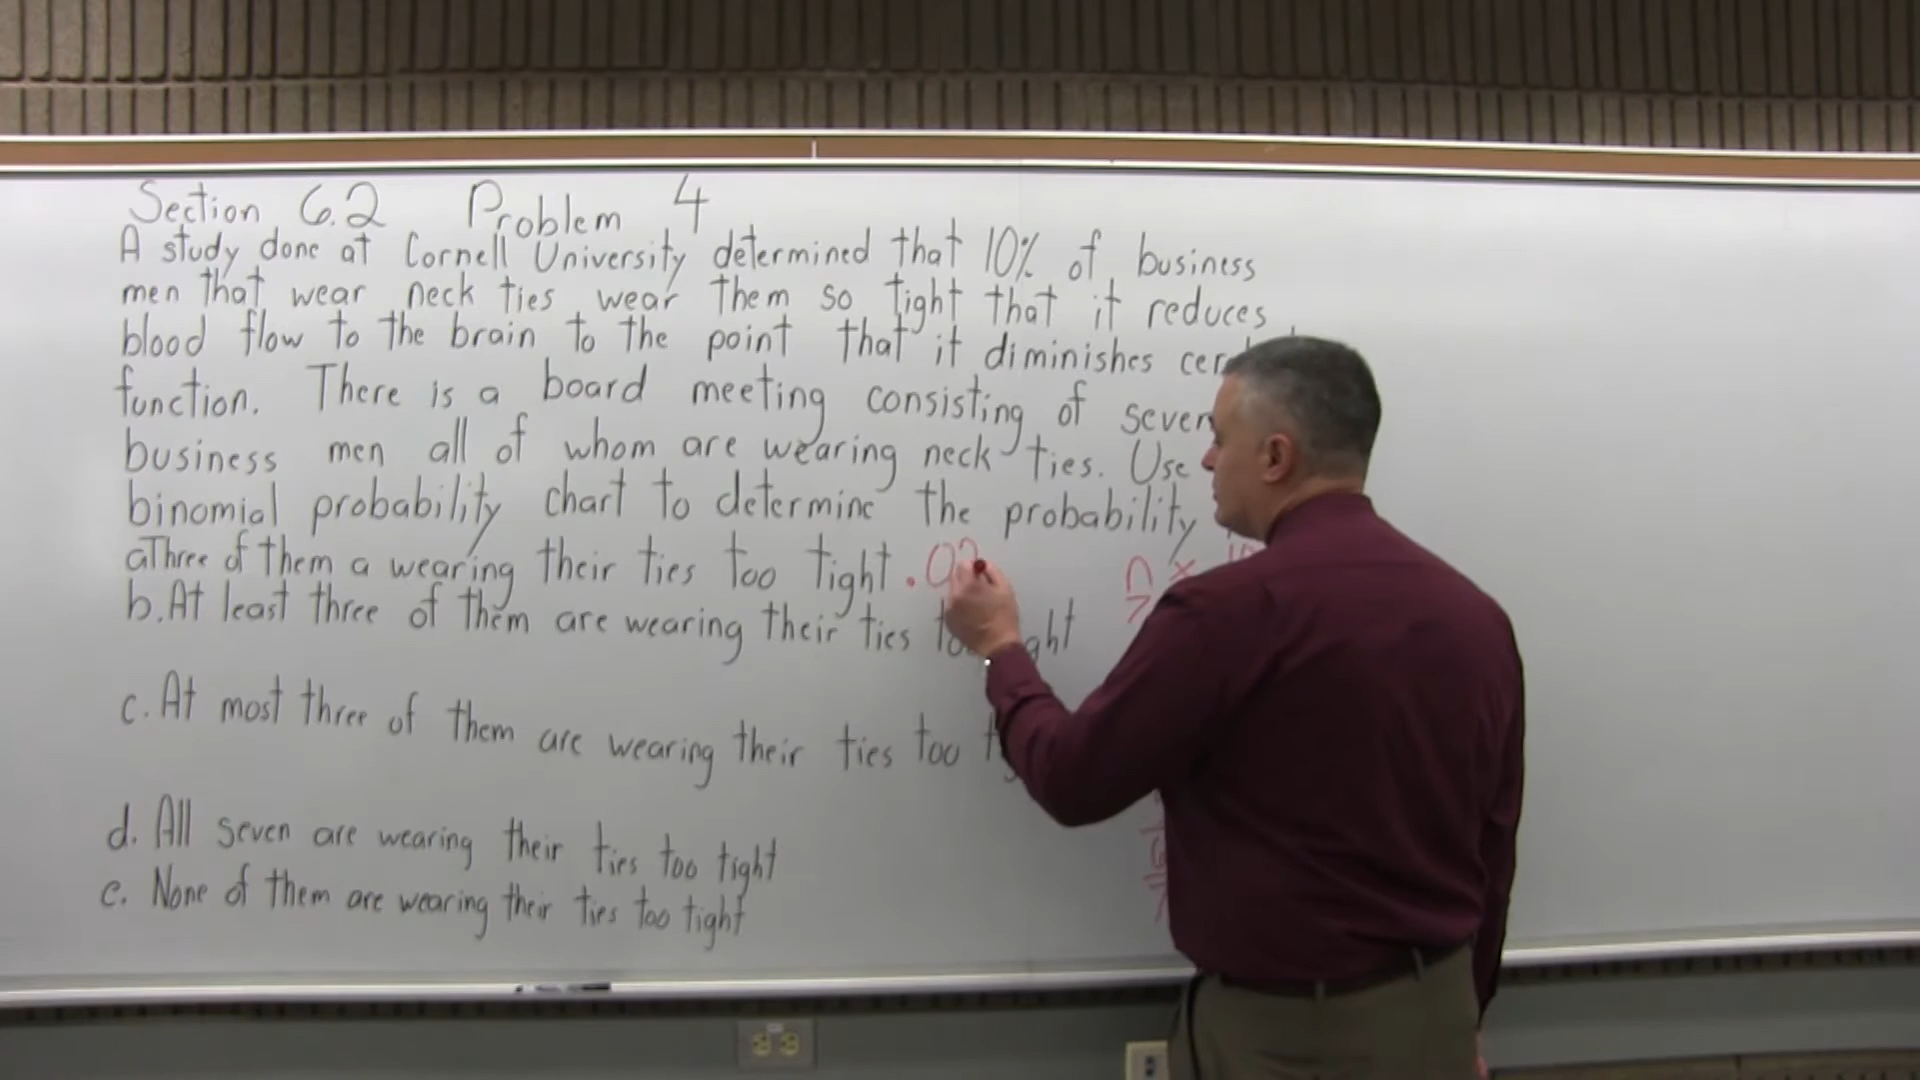 Section 6.2 Problem 4
A study done at Cornell University determined that 10% of business
men that wear neck ties wear them so tight that it reduces
blood flow to the brain to the point that it diminishes
function. There is a board meeting consisting of seven
business men all of whom are wearing neck ties. Use
binomial probability chart to determine the probability
a Three of them a wearing their ties too tight .02
n x
7
b. At least three of them are wearing their ties
c. At most three of them are wearing their ties too
d. All seven are wearing their ties too tight
e. None of them are wearing their ties too tight